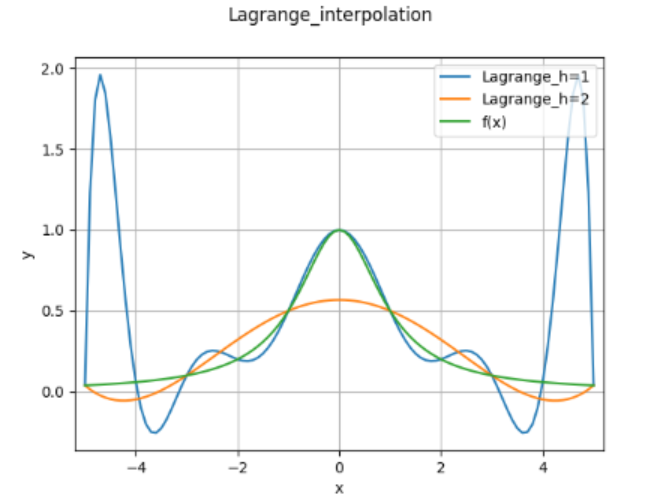 Lagrange_interpolation
Lagrange_h=1
Lagrange_h=2
f(x)
2.0
1.5
1.0
0.5
0.0
y
−4 −2 0 2 4
x